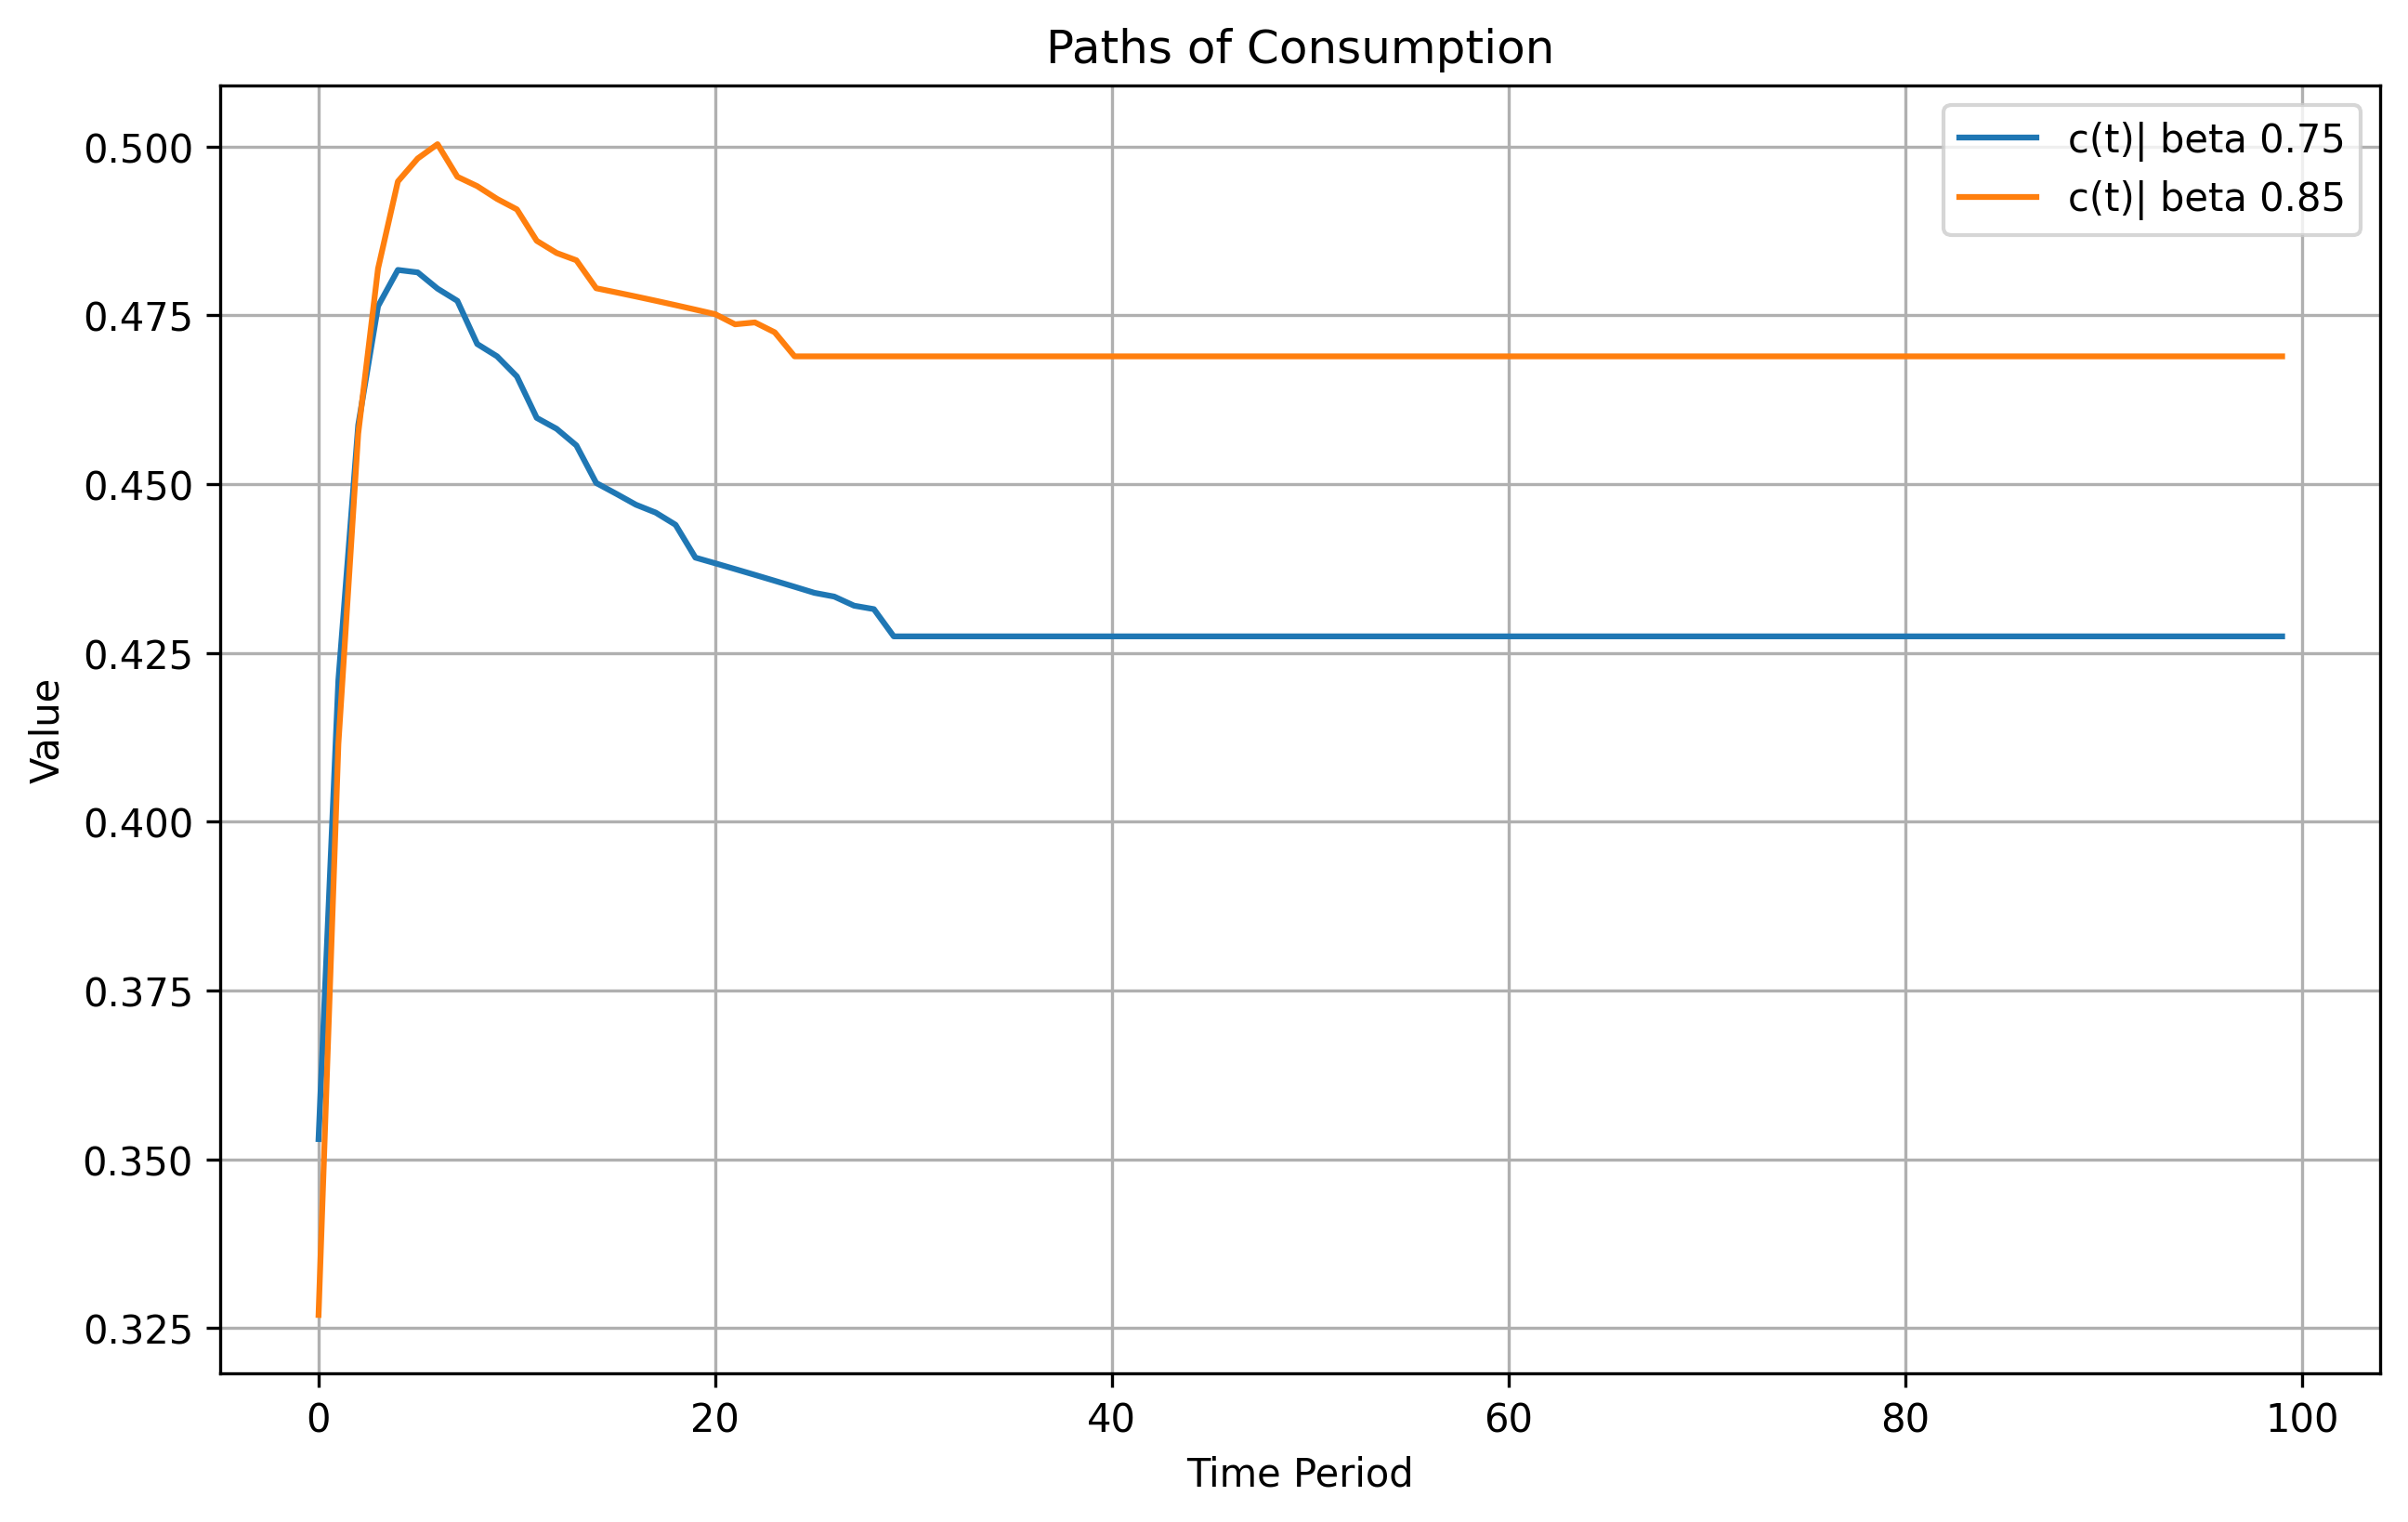 Paths of Consumption
c(t)| beta 0.75
c(t)| beta 0.85
Value
0.500
0.475
0.450
0.425
0.400
0.375
0.350
0.325
0 20 40 60 80 100
Time Period